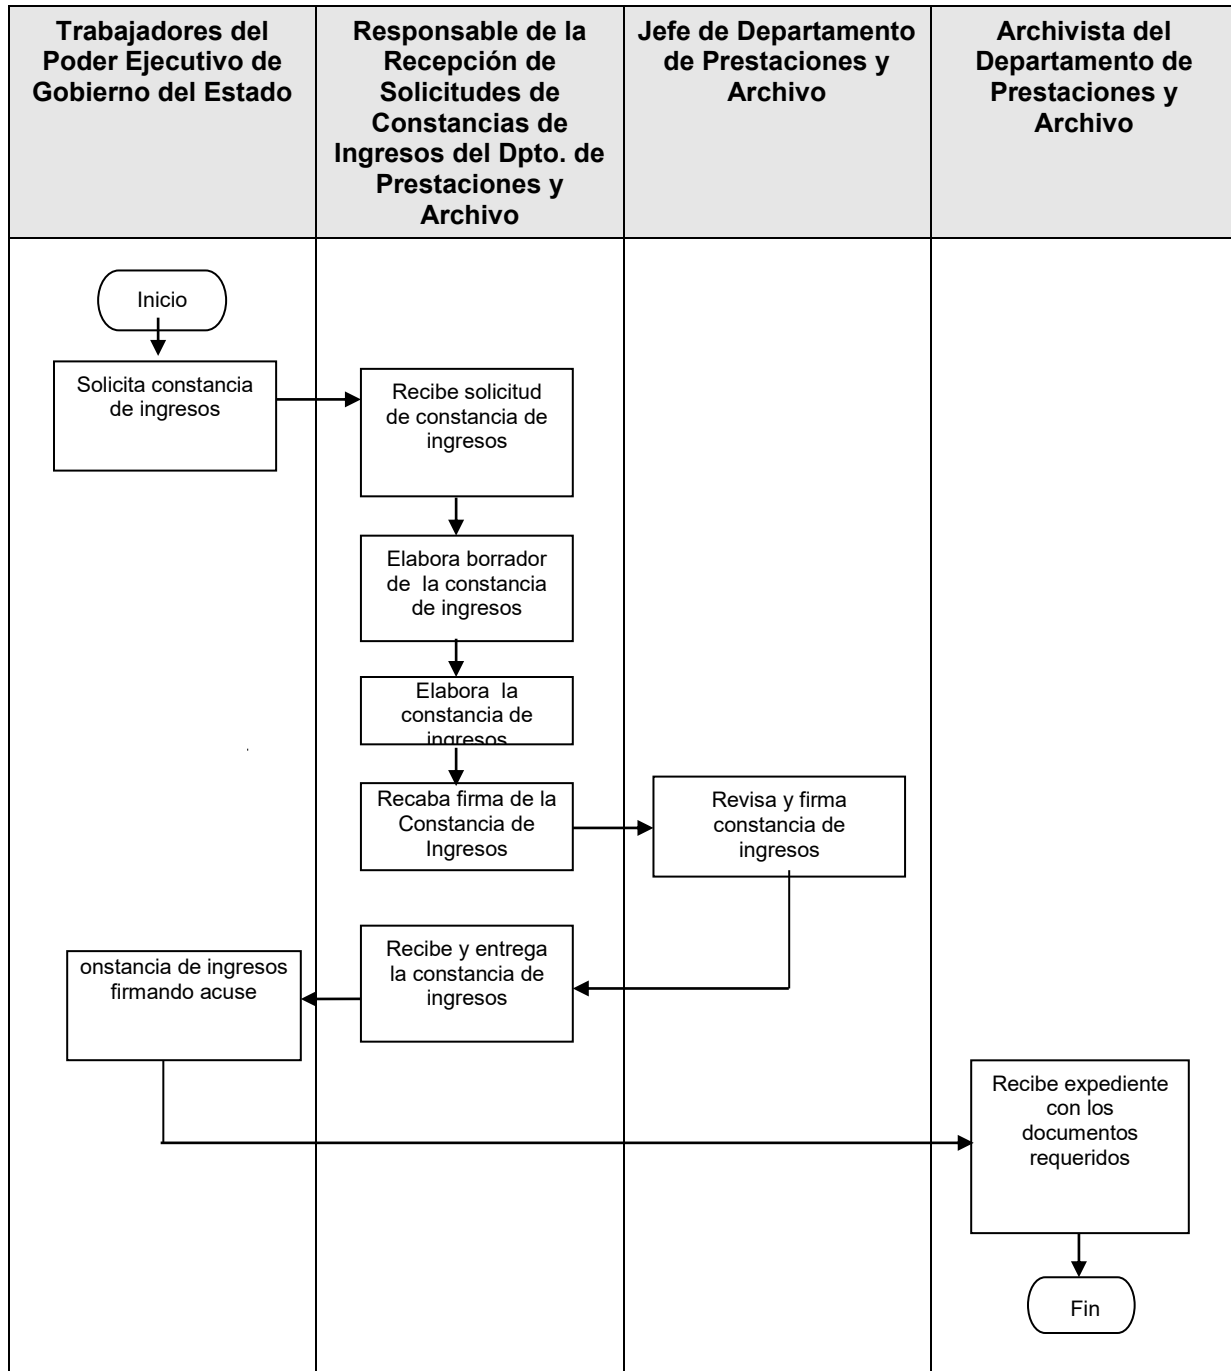 Trabajadores del
Poder Ejecutivo de
Gobierno del Estado
Responsable de la
Recepción de
Solicitudes de
Constancias de
Ingresos del Dpto. de
Prestaciones y
Archivo
Jefe de Departamento
de Prestaciones y
Archivo
Archivista del
Departamento de
Prestaciones y
Archivo
Inicio
Solicita constancia
de ingresos
Recibe solicitud
de constancia de
ingresos
Elabora borrador
de  la constancia
de ingresos
Elabora  la
constancia de
ingresos
Recaba firma de la
Constancia de
Ingresos
Revisa y firma
constancia de
ingresos
Recibe y entrega
la constancia de
ingresos
onstancia de ingresos
firmando acuse
Recibe expediente
con los
documentos
requeridos
Fin